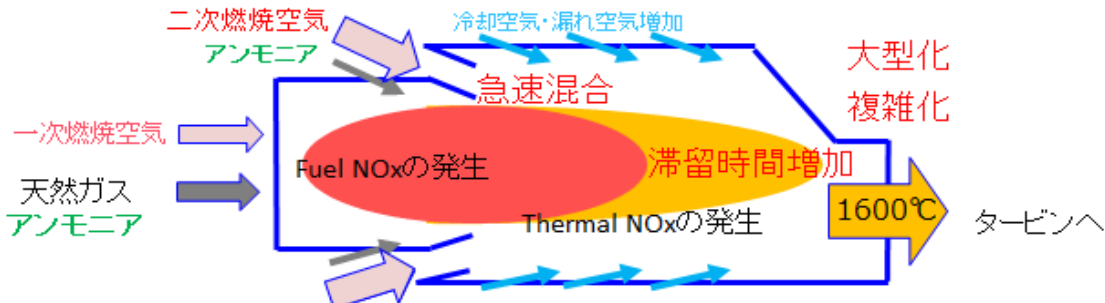 二次燃焼空気
アンモニア
冷却空気・漏れ空気増加
大型化
複雑化
急速混合
一次燃焼空気
天然ガス
アンモニア
Fuel NOxの発生
滞留時間増加
Thermal NOxの発生
1600℃
タービンへ